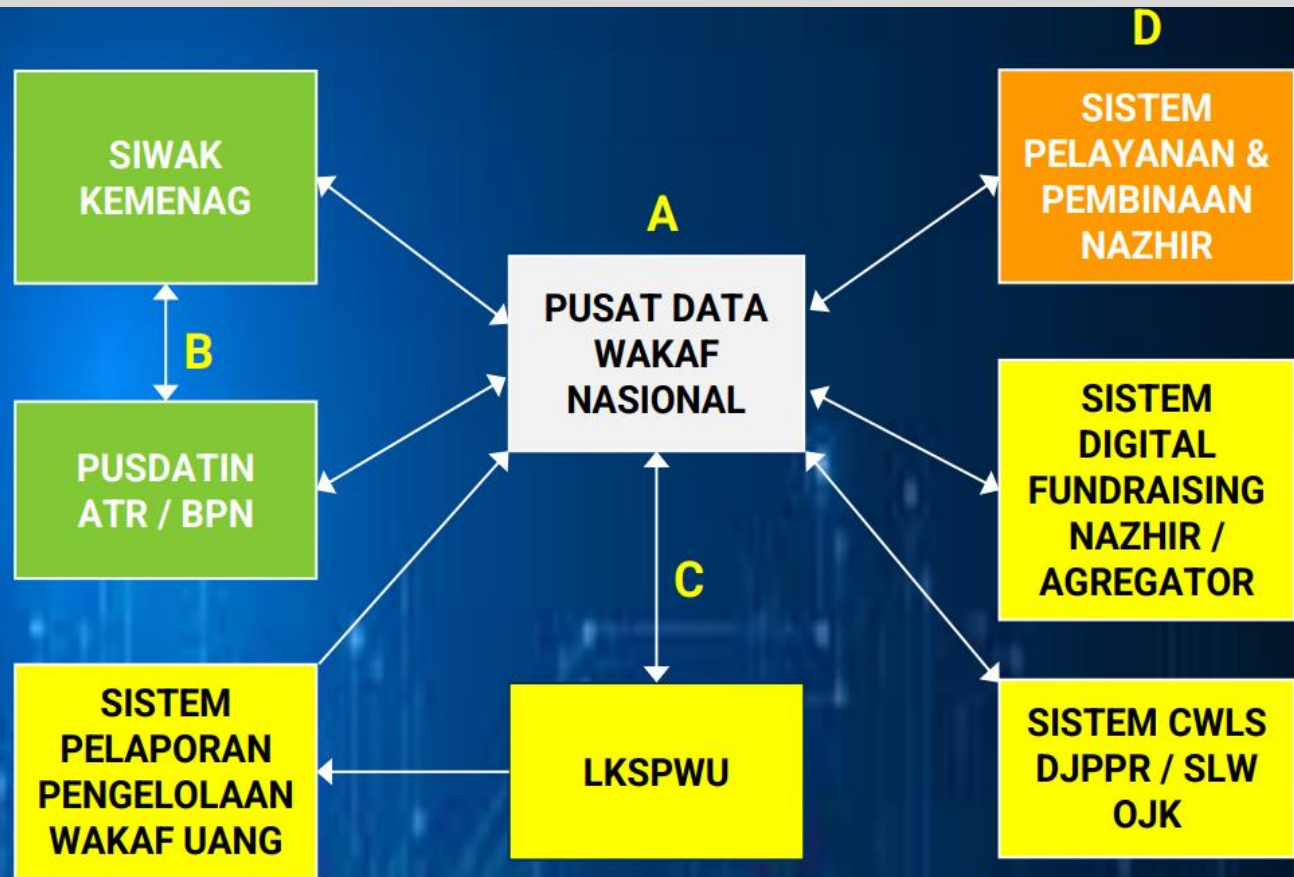 D
SIWAK
KEMENAG
SISTEM
PELAYANAN &
PEMBINAAN
NAZHIR
A
PUSAT DATA
WAKAF
NASIONAL
B
PUSDATIN
ATR / BPN
SISTEM
DIGITAL
FUNDRAISING
NAZHIR /
AGREGATOR
C
SISTEM
PELAPORAN
PENGELOLAAN
WAKAF UANG
LKSPWU
SISTEM CWLS
DJPPR / SLW
OJK